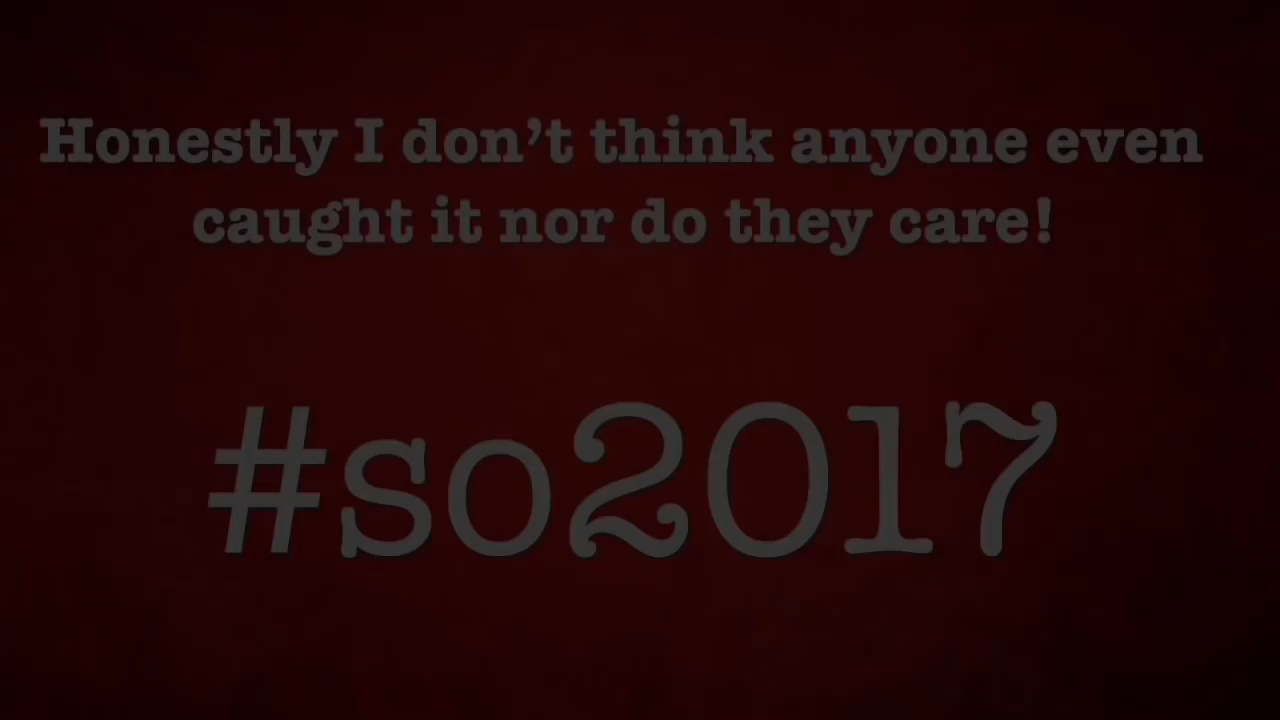 Honestly I don’t think anyone even
caught it nor do they care!
#so2017